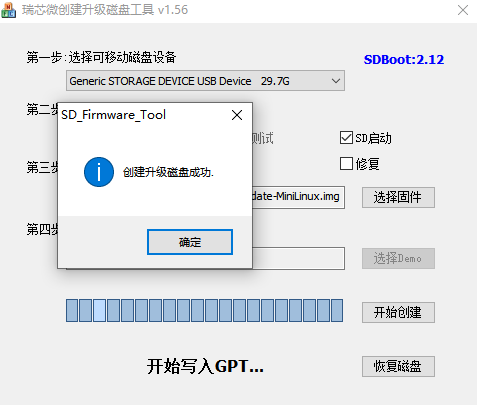 瑞芯微创建升级磁盘工具 v1.56
第一步:选择可移动磁盘设备
SDBoot:2.12
Generic STORAGE DEVICE USB Device 29.7G
第二步
SD_Firmware_Tool
测试
SD启动
修复
创建升级磁盘成功.
第三步
date-MiniLinux.img
选择固件
第四步
确定
选择Demo
开始创建
开始写入GPT...
恢复磁盘